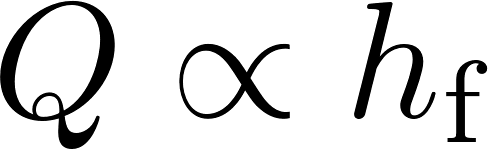 Q ∝ h_f